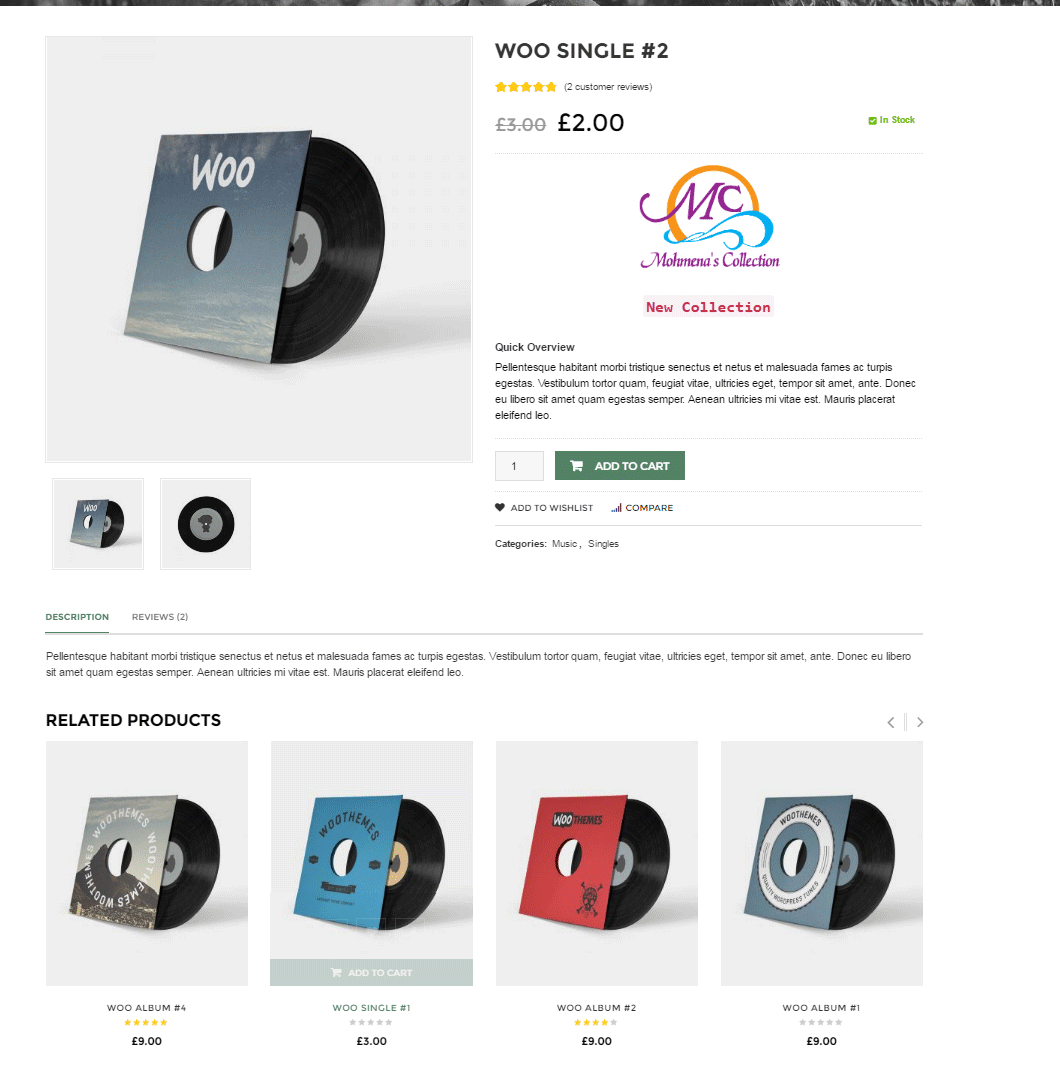 WOO SINGLE #2
(2 customer reviews)
£3.00 £2.00
In Stock
Woo
MC
Mohmena's Collection
New Collection
Quick Overview
Pellentesque habitant morbi tristique senectus et netus et malesuada fames ac turpis
egestas. Vestibulum tortor quam, feugiat vitae, ultricies eget, tempor sit amet, ante. Donec
eu libero sit amet quam egestas semper. Aenean ultricies mi vitae est. Mauris placerat
eleifend leo.
1
ADD TO CART
ADD TO WISHLIST COMPARE
Categories: Music, Singles
Woo
DESCRIPTION REVIEWS (2)
Pellentesque habitant morbi tristique senectus et netus et malesuada fames ac turpis egestas. Vestibulum tortor quam, feugiat vitae, ultricies eget, tempor sit amet, ante. Donec eu libero
sit amet quam egestas semper. Aenean ultricies mi vitae est. Mauris placerat eleifend leo.
RELATED PRODUCTS
WOOTHEMES WOOTHEMES WOOTHEMES
WOOTHEMES
WOOTHEMES
WOOTHEMES
QUALITY WORDPRESS TUNES
ADD TO CART
WOO ALBUM #4
£9.00
WOO SINGLE #1
£3.00
WOO ALBUM #2
£9.00
WOO ALBUM #1
£9.00